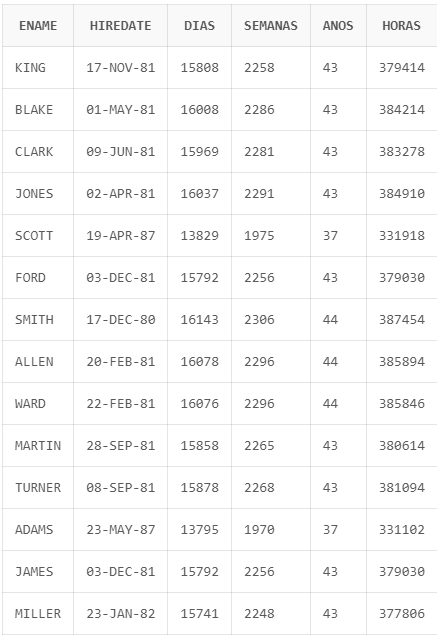 ENAME HIREDATE DIAS SEMANAS ANOS HORAS
KING 17-NOV-81 15808 2258 43 379414
BLAKE 01-MAY-81 16008 2286 43 384214
CLARK 09-JUN-81 15969 2281 43 383278
JONES 02-APR-81 16037 2291 43 384910
SCOTT 19-APR-87 13829 1975 37 331918
FORD 03-DEC-81 15792 2256 43 379030
SMITH 17-DEC-80 16143 2306 44 387454
ALLEN 20-FEB-81 16078 2296 44 385894
WARD 22-FEB-81 16076 2296 44 385846
MARTIN 28-SEP-81 15858 2265 43 380614
TURNER 08-SEP-81 15878 2268 43 381094
ADAMS 23-MAY-87 13795 1970 37 331102
JAMES 03-DEC-81 15792 2256 43 379030
MILLER 23-JAN-82 15741 2248 43 377806